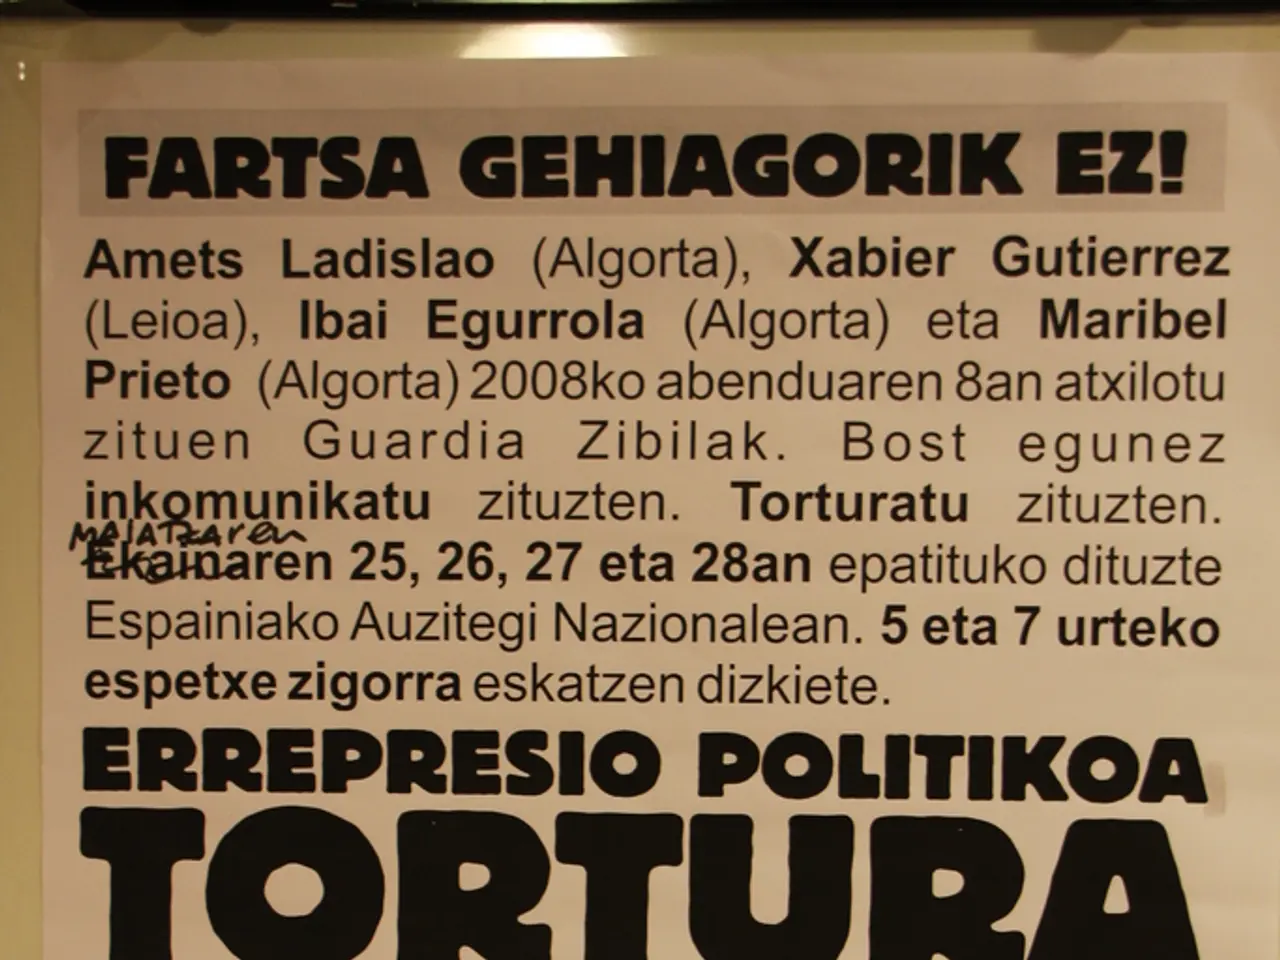 FARTSA GEHIAGORIK EZ!
Amets Ladislao (Algorta), Xabier Gutierrez
(Leioa), Ibai Egurrola (Algorta) eta Maribel
Prieto (Algorta) 2008ko abenduaren 8an atxilotu
zituen Guardia Zibilak. Bost egunez
inkomunikatu zituzten. Torturatu zituzten.
MAIATZAren
Ekainaren 25, 26, 27 eta 28an epatituko dituzte
Espainiako Auzitegi Nazionalean. 5 eta 7 urteko
espetxe zigorra eskatzen dizkiete.
ERREPRESIO POLITIKOA
TORTURA